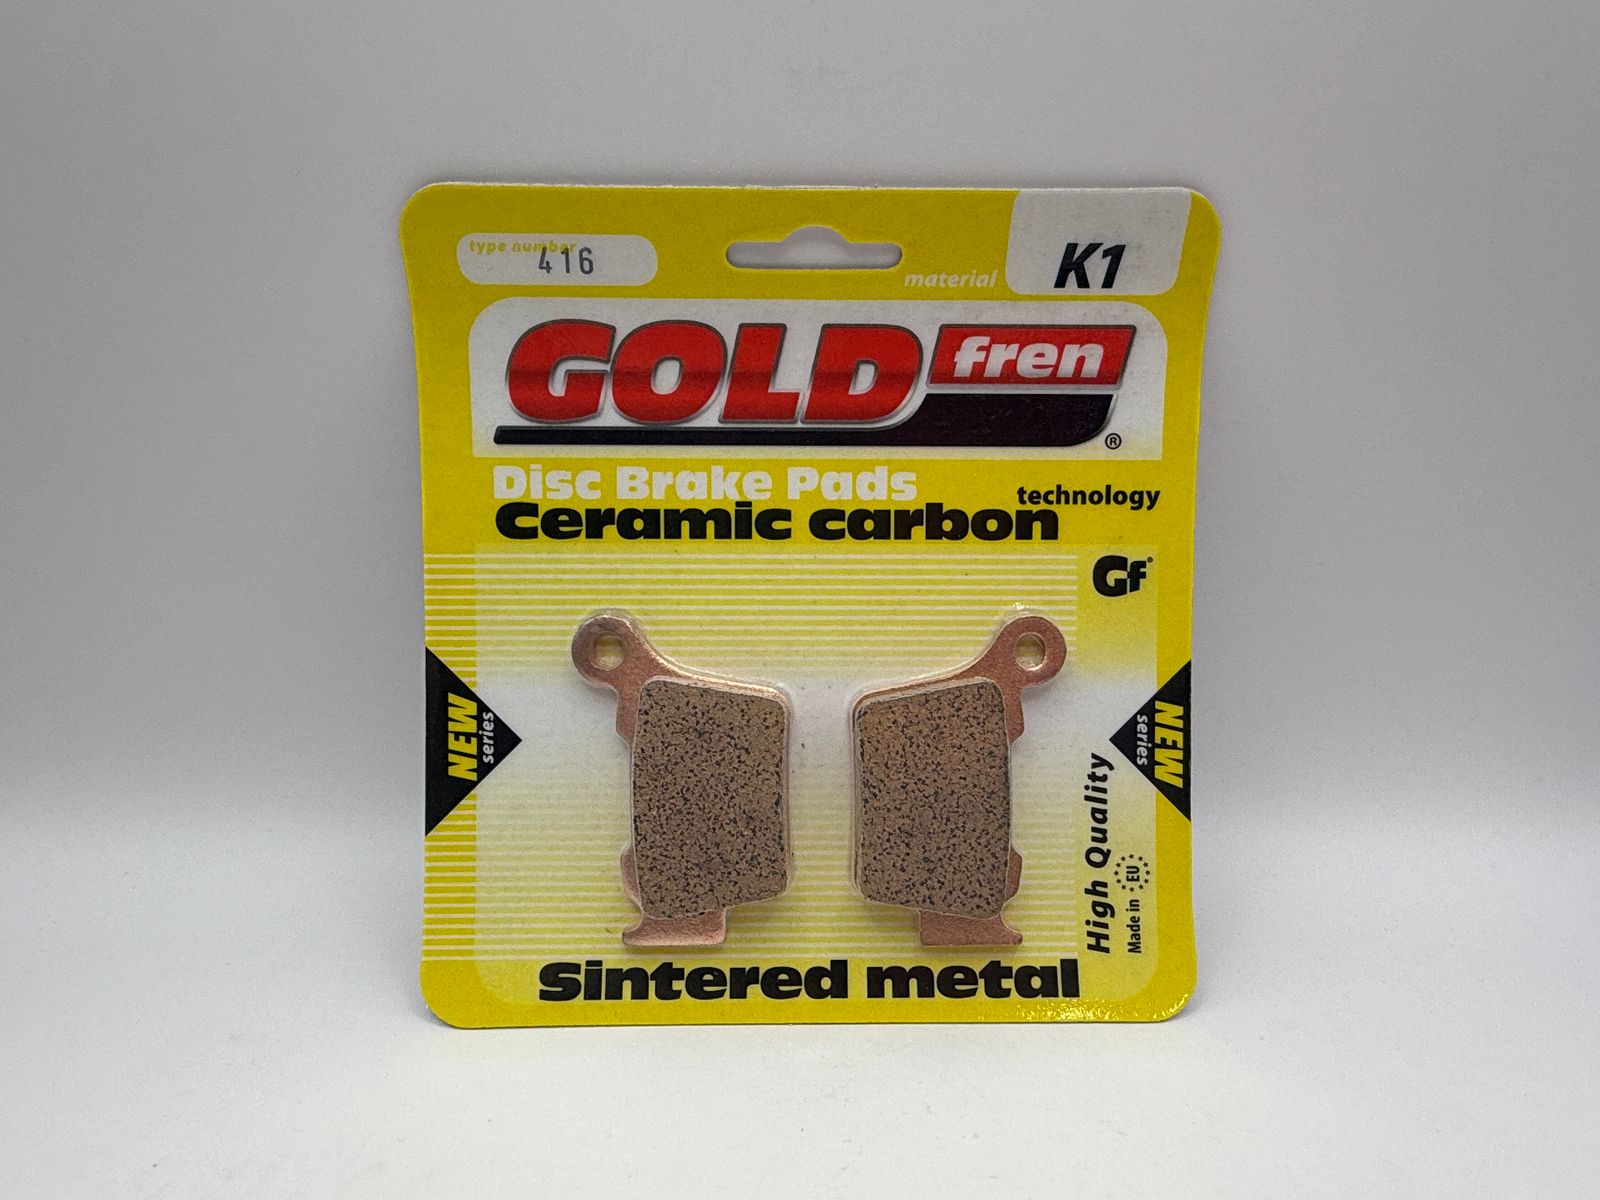 type number
416
material
K1
GOLD fren
®
Disc Brake Pads
technology
Ceramic carbon
Gf
NEW
series
NEW
series
High Quality
Made in EU
Sintered metal